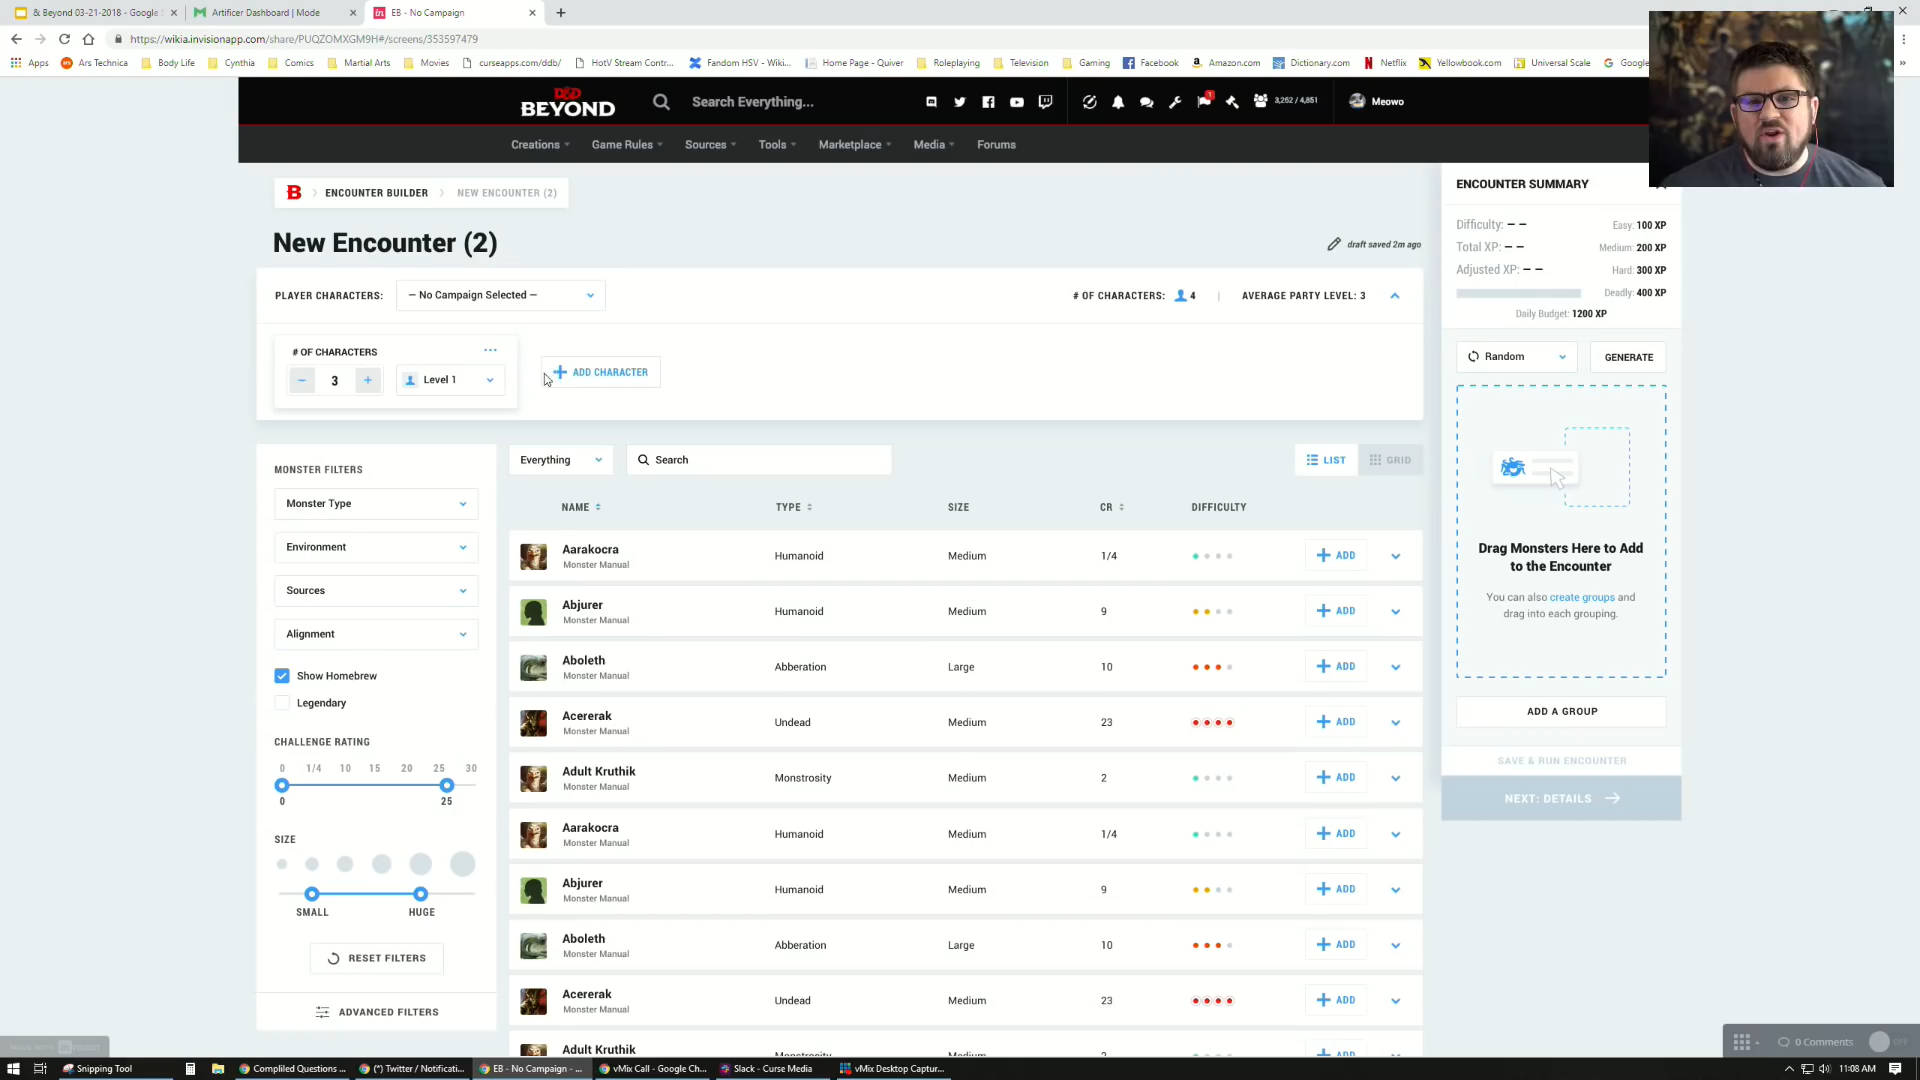 & Beyond 03-21-2018 - Google S
Artificer Dashboard | Mode
EB - No Campaign
https://wikia.invisionapp.com/share/PUQZOMXGM9H#/screens/353597479
Apps Ars Technica Body Life Cynthia Comics Martial Arts Movies curseapps.com/ddb/ HotV Stream Contr... Fandom HSV - Wiki... Home Page - Quiver Roleplaying Television Gaming Facebook Amazon.com Dictionary.com Netflix Yellowbook.com Universal Scale Google
D&D BEYOND Search Everything... 1 3,262 / 4,851 Meowo
Creations Game Rules Sources Tools Marketplace Media Forums
B > ENCOUNTER BUILDER > NEW ENCOUNTER (2)
New Encounter (2)
draft saved 2m ago
PLAYER CHARACTERS: — No Campaign Selected — # OF CHARACTERS: 4 | AVERAGE PARTY LEVEL: 3
# OF CHARACTERS ...
− 3 + Level 1
+ ADD CHARACTER
MONSTER FILTERS
Monster Type
Environment
Sources
Alignment
Show Homebrew
Legendary
CHALLENGE RATING
0 1/4 10 15 20 25 30
0 25
SIZE
SMALL HUGE
RESET FILTERS
ADVANCED FILTERS
Everything Search LIST GRID
NAME TYPE SIZE CR DIFFICULTY
Aarakocra Humanoid Medium 1/4 + ADD
Monster Manual
Abjurer Humanoid Medium 9 + ADD
Monster Manual
Aboleth Abberation Large 10 + ADD
Monster Manual
Acererak Undead Medium 23 + ADD
Monster Manual
Adult Kruthik Monstrosity Medium 2 + ADD
Monster Manual
Aarakocra Humanoid Medium 1/4 + ADD
Monster Manual
Abjurer Humanoid Medium 9 + ADD
Monster Manual
Aboleth Abberation Large 10 + ADD
Monster Manual
Acererak Undead Medium 23 + ADD
Monster Manual
Adult Kruthik Monstrosity Medium 2 + ADD
ENCOUNTER SUMMARY
Difficulty: – – Easy: 100 XP
Total XP: – – Medium: 200 XP
Adjusted XP: – – Hard: 300 XP
Deadly: 400 XP
Daily Budget: 1200 XP
Random GENERATE
Drag Monsters Here to Add
to the Encounter
You can also create groups and
drag into each grouping.
ADD A GROUP
SAVE & RUN ENCOUNTER
NEXT: DETAILS
MADE WITH in
0 Comments OFF
Snipping Tool Compliled Questions ... (*) Twitter / Notificati... EB - No Campaign - ... vMix Call - Google Ch... Slack - Curse Media vMix Desktop Captur... 11:08 AM